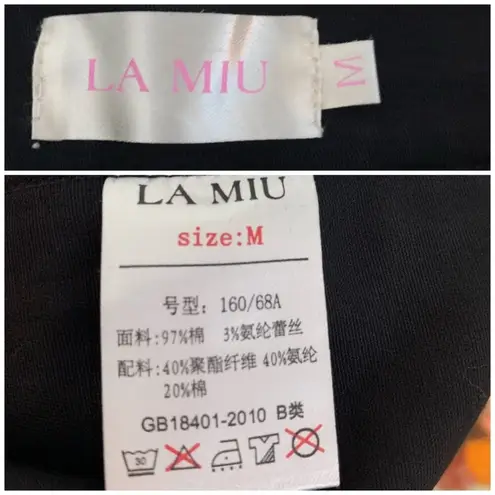 LA MIU
M
LA MIU
size:M
号型：160/68A
面料：97%棉 3%氨纶蕾丝
配料：40%聚酯纤维 40%氨纶
20%棉
GB18401-2010 B类
30